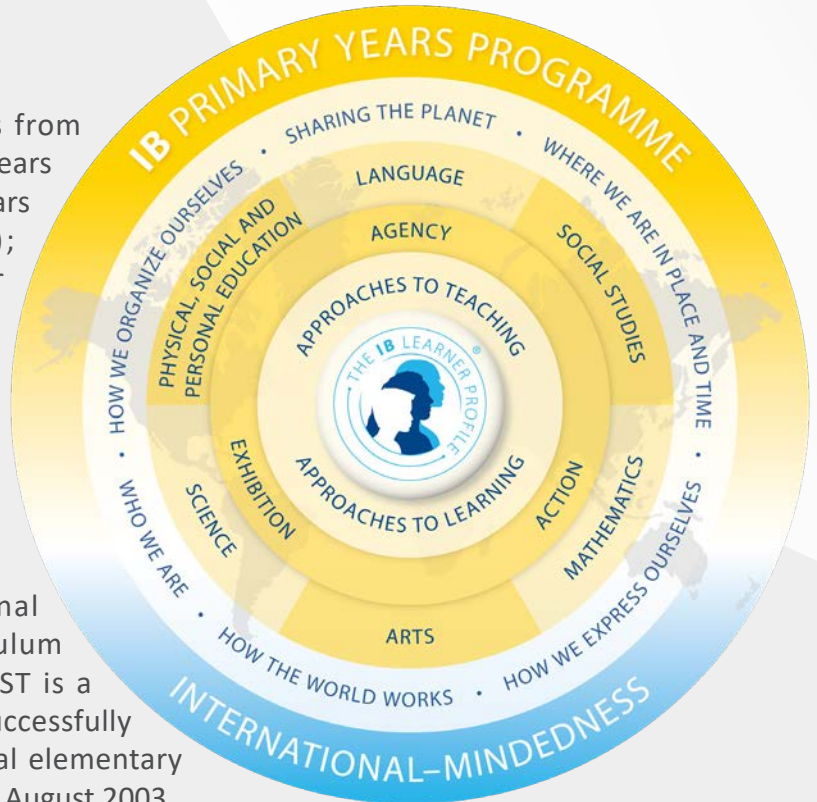 s from
ears
ars
);
nal
culum
ST is a
uccessfully
al elementary
August 2003
IB PRIMARY YEARS PROGRAMME
SHARING THE PLANET •
WHERE WE ARE IN PLACE AND TIME •
HOW WE EXPRESS OURSELVES •
HOW THE WORLD WORKS •
WHO WE ARE •
HOW WE ORGANIZE OURSELVES •
LANGUAGE
SOCIAL STUDIES
MATHEMATICS
ARTS
SCIENCE
PHYSICAL, SOCIAL AND
PERSONAL EDUCATION
AGENCY
ACTION
EXHIBITION
APPROACHES TO TEACHING
APPROACHES TO LEARNING
THE IB LEARNER PROFILE
®
INTERNATIONAL–MINDEDNESS